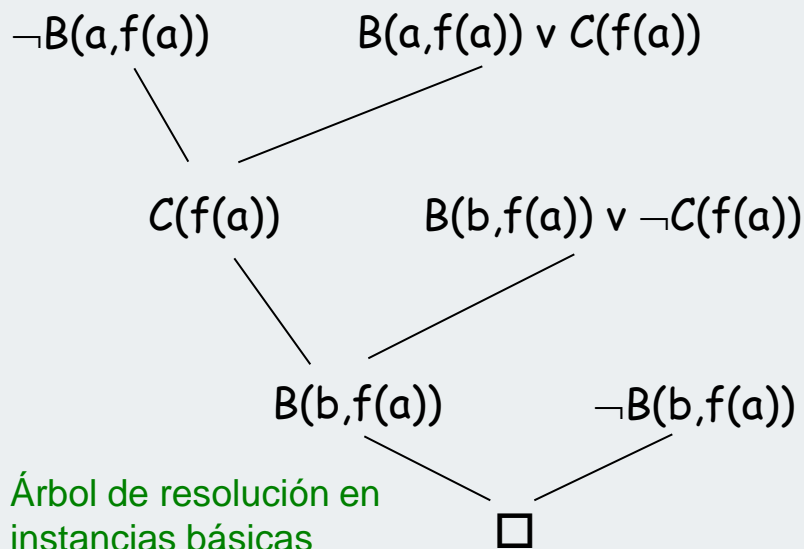 ¬B(a,f(a)) B(a,f(a)) v C(f(a))
C(f(a)) B(b,f(a)) v ¬C(f(a))
B(b,f(a)) ¬B(b,f(a))
Árbol de resolución en
instancias básicas
□